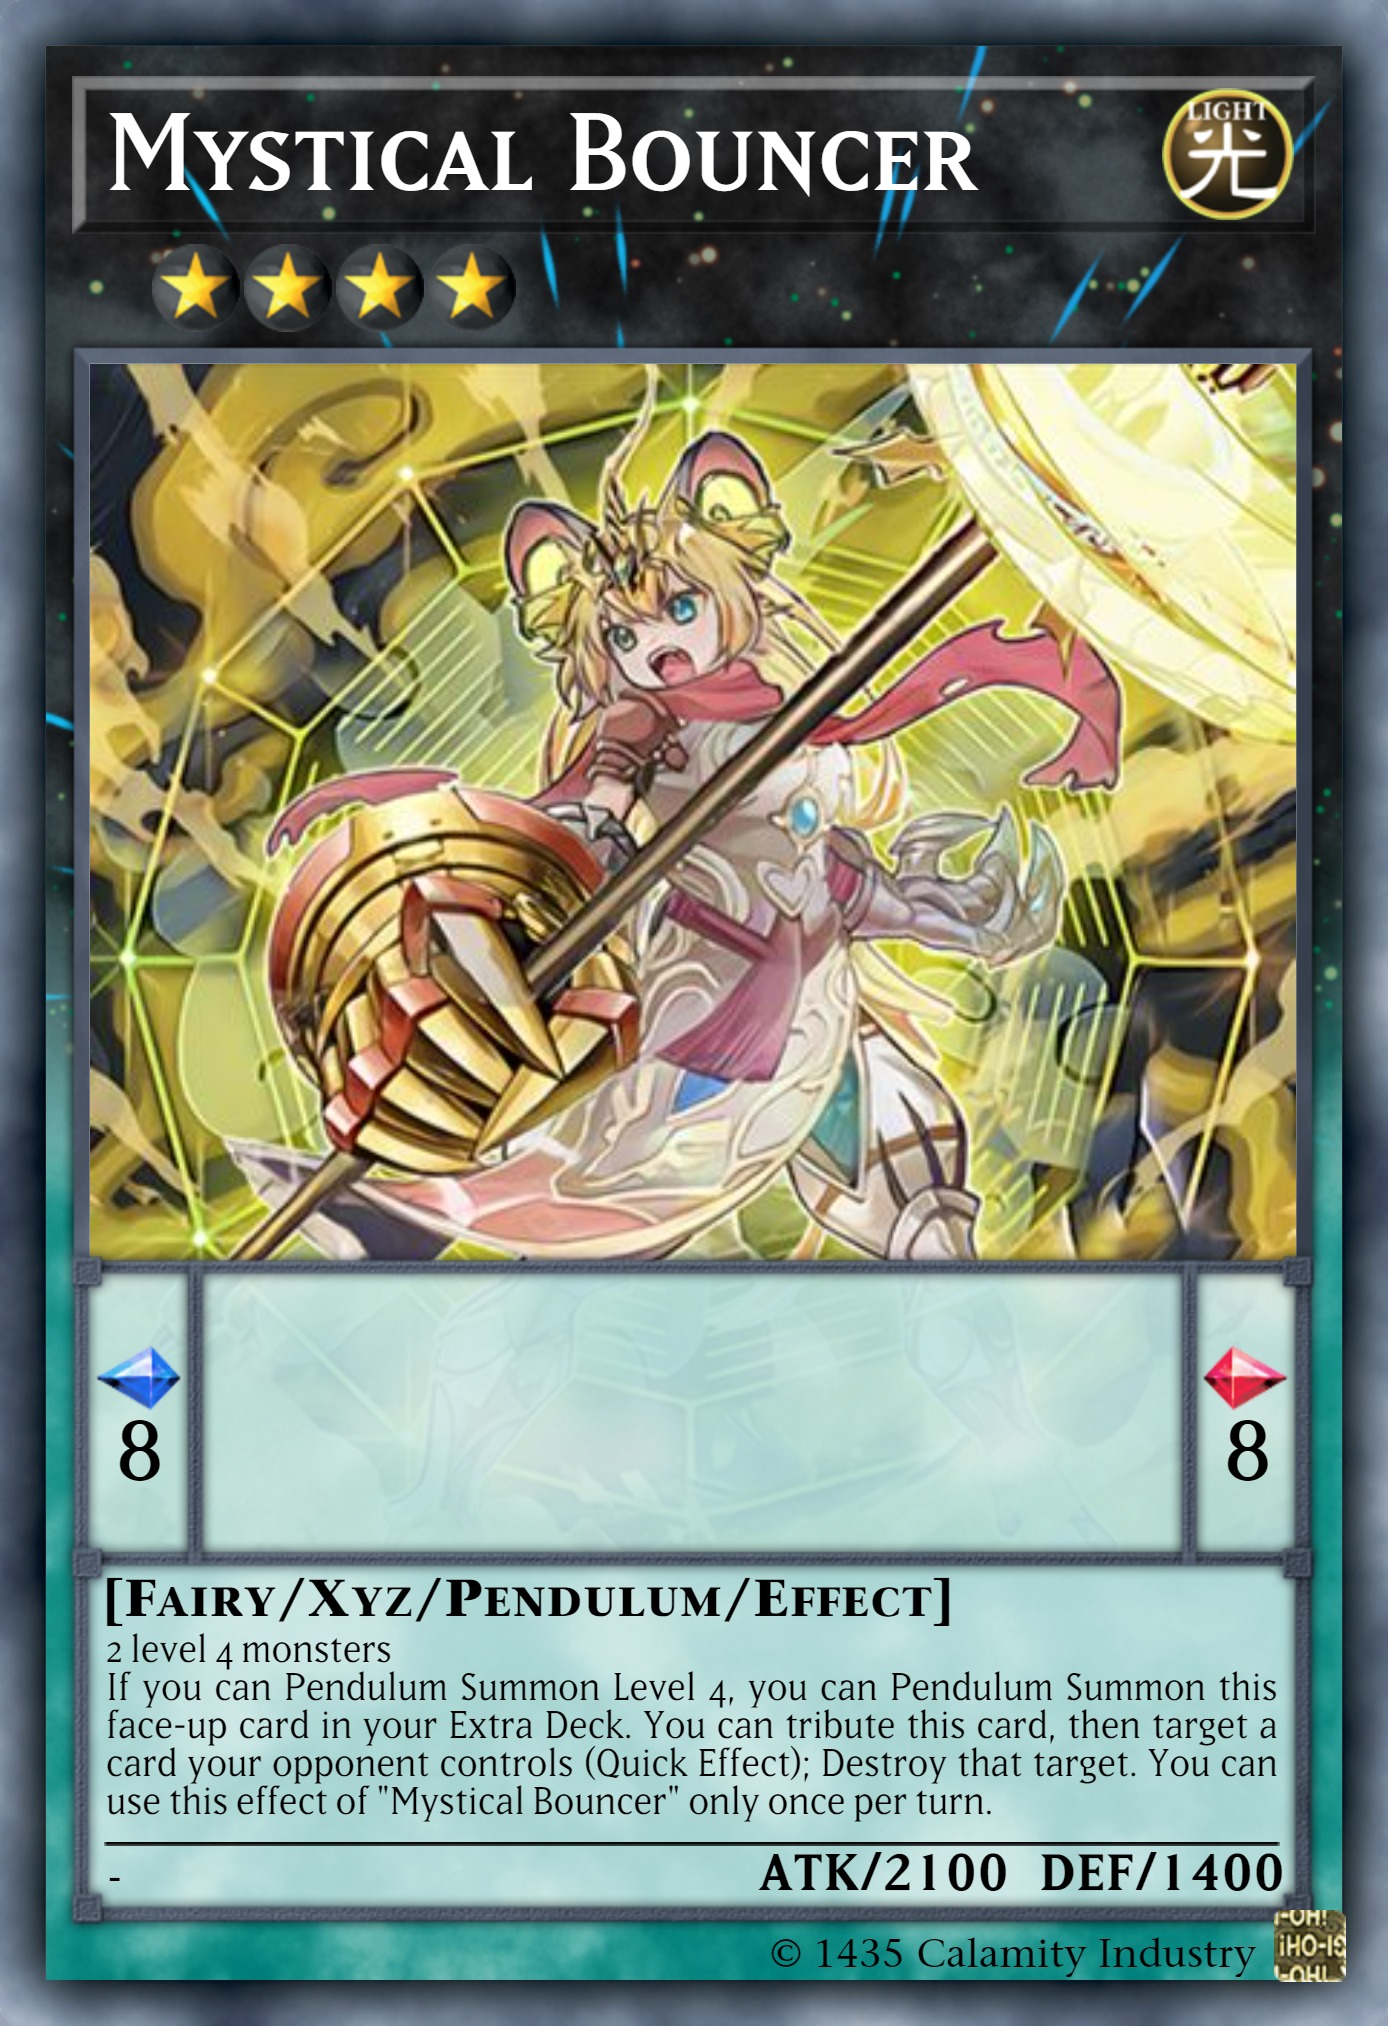 Mystical Bouncer
LIGHT
光
8
8
[Fairy/Xyz/Pendulum/Effect]
2 level 4 monsters
If you can Pendulum Summon Level 4, you can Pendulum Summon this
face-up card in your Extra Deck. You can tribute this card, then target a
card your opponent controls (Quick Effect); Destroy that target. You can
use this effect of "Mystical Bouncer" only once per turn.
-
ATK/2100 DEF/1400
© 1435 Calamity Industry